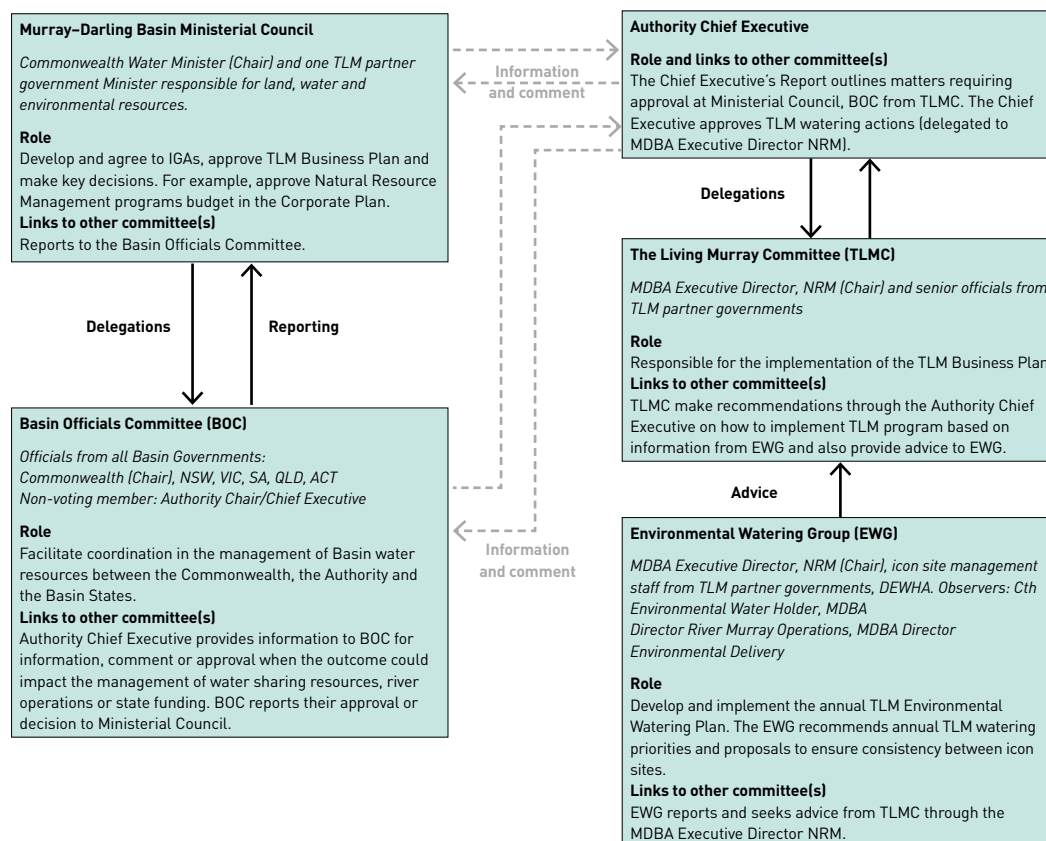 Murray–Darling Basin Ministerial Council
Commonwealth Water Minister (Chair) and one TLM partner
government Minister responsible for land, water and
environmental resources.
Role
Develop and agree to IGAs, approve TLM Business Plan and
make key decisions. For example, approve Natural Resource
Management programs budget in the Corporate Plan.
Links to other committee(s)
Reports to the Basin Officials Committee.
Information
and comment
Authority Chief Executive
Role and links to other committee(s)
The Chief Executive's Report outlines matters requiring
approval at Ministerial Council, BOC from TLMC. The Chief
Executive approves TLM watering actions (delegated to
MDBA Executive Director NRM).
Delegations
Reporting
Delegations
The Living Murray Committee (TLMC)
MDBA Executive Director, NRM (Chair) and senior officials from
TLM partner governments
Role
Responsible for the implementation of the TLM Business Plan
Links to other committee(s)
TLMC make recommendations through the Authority Chief
Executive on how to implement TLM program based on
information from EWG and also provide advice to EWG.
Basin Officials Committee (BOC)
Officials from all Basin Governments:
Commonwealth (Chair), NSW, VIC, SA, QLD, ACT
Non-voting member: Authority Chair/Chief Executive
Role
Facilitate coordination in the management of Basin water
resources between the Commonwealth, the Authority and
the Basin States.
Links to other committee(s)
Authority Chief Executive provides information to BOC for
information, comment or approval when the outcome could
impact the management of water sharing resources, river
operations or state funding. BOC reports their approval or
decision to Ministerial Council.
Information
and comment
Advice
Environmental Watering Group (EWG)
MDBA Executive Director, NRM (Chair), icon site management
staff from TLM partner governments, DEWHA. Observers: Cth
Environmental Water Holder, MDBA
Director River Murray Operations, MDBA Director
Environmental Delivery
Role
Develop and implement the annual TLM Environmental
Watering Plan. The EWG recommends annual TLM watering
priorities and proposals to ensure consistency between icon
sites.
Links to other committee(s)
EWG reports and seeks advice from TLMC through the
MDBA Executive Director NRM.